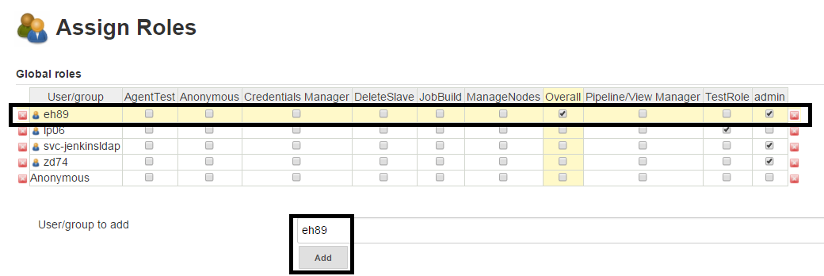 Assign Roles
Global roles
User/group AgentTest Anonymous Credentials Manager DeleteSlave JobBuild ManageNodes Overall Pipeline/View Manager TestRole admin
eh89
fp06
svc-jenkinsldap
zd74
Anonymous
User/group to add
eh89
Add